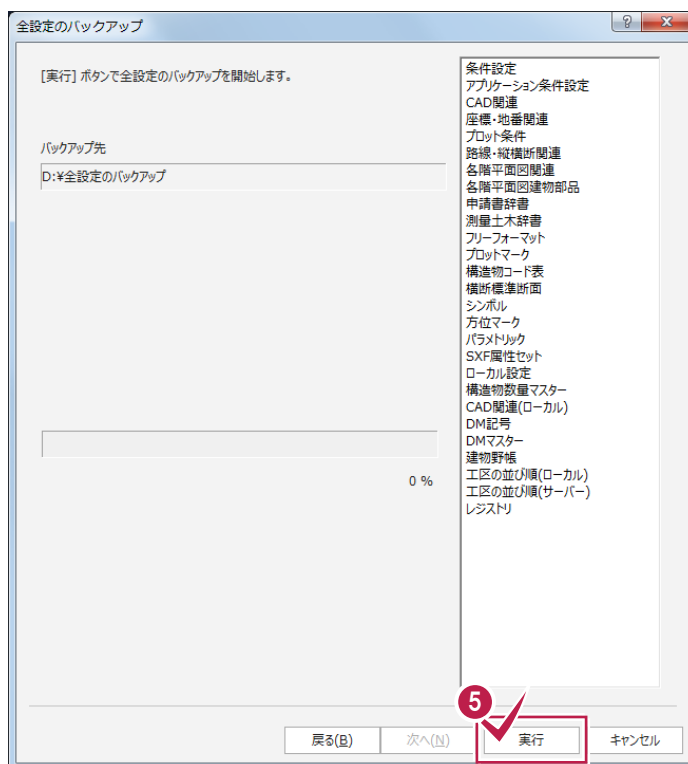 全設定のバックアップ
[実行] ボタンで全設定のバックアップを開始します。
バックアップ先
D:¥全設定のバックアップ
0 %
条件設定
アプリケーション条件設定
CAD関連
座標・地番関連
プロット条件
路線・縦横断関連
各階平面図関連
各階平面図建物部品
申請書辞書
測量土木辞書
フリーフォーマット
プロットマーク
構造物コード表
横断標準断面
シンボル
方位マーク
パラメトリック
SXF属性セット
ローカル設定
構造物数量マスター
CAD関連(ローカル)
DM記号
DMマスター
建物野帳
工区の並び順(ローカル)
工区の並び順(サーバー)
レジストリ
5
戻る(B) 次へ(N) 実行 キャンセル